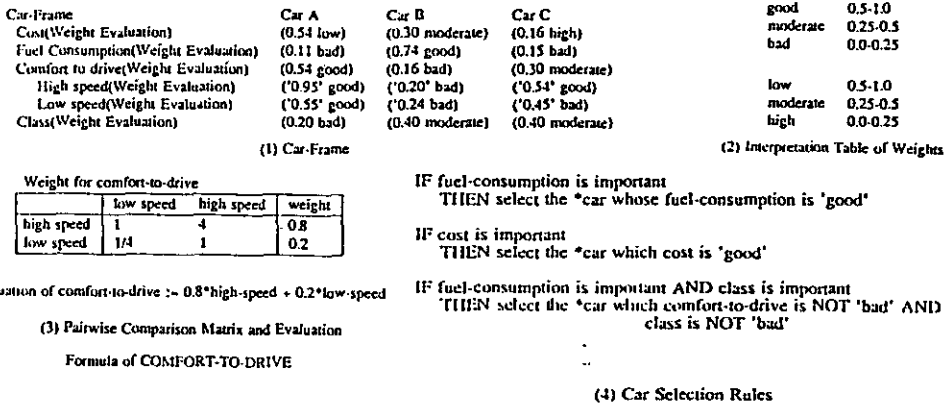 Car-Frame Car A Car B Car C
Cost(Weight Evaluation) (0.54 low) (0.30 moderate) (0.16 high)
Fuel Consumption(Weight Evaluation) (0.11 bad) (0.74 good) (0.15 bad)
Comfort to drive(Weight Evaluation) (0.54 good) (0.16 bad) (0.30 moderate)
High speed(Weight Evaluation) ('0.95' good) ('0.20' bad) ('0.54' good)
Low speed(Weight Evaluation) ('0.55' good) ('0.24 bad) ('0.45' bad)
Class(Weight Evaluation) (0.20 bad) (0.40 moderate) (0.40 moderate)
(1) Car-Frame
good 0.5-1.0
moderate 0.25-0.5
bad 0.0-0.25
low 0.5-1.0
moderate 0.25-0.5
high 0.0-0.25
(2) Interpretation Table of Weights
Weight for comfort-to-drive
low speed high speed weight
high speed 1 4 0.8
low speed 1/4 1 0.2
uation of comfort-to-drive := 0.8*high-speed + 0.2*low-speed
(3) Pairwise Comparison Matrix and Evaluation
Formula of COMFORT-TO-DRIVE
IF fuel-consumption is important
THEN select the *car whose fuel-consumption is 'good'
IF cost is important
THEN select the *car which cost is 'good'
IF fuel-consumption is important AND class is important
THEN select the *car which comfort-to-drive is NOT 'bad' AND
class is NOT 'bad'
(4) Car Selection Rules